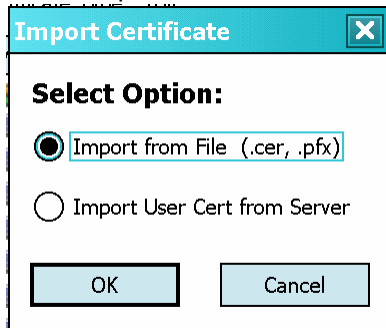 Import Certificate
Select Option:
Import from File (.cer, .pfx)
Import User Cert from Server
OK
Cancel